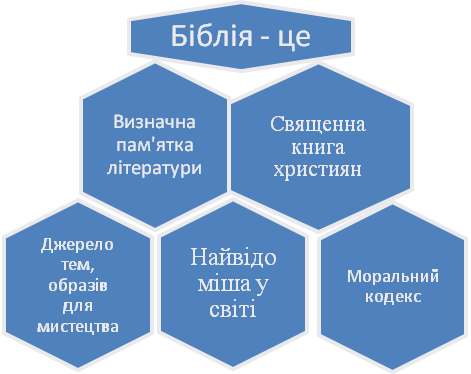 Біблія - це
Визначна
пам'ятка
літератури
Священна
книга
християн
Джерело
тем,
образів
для
мистецтва
Найвідо
міша у
світі
Моральний
кодекс